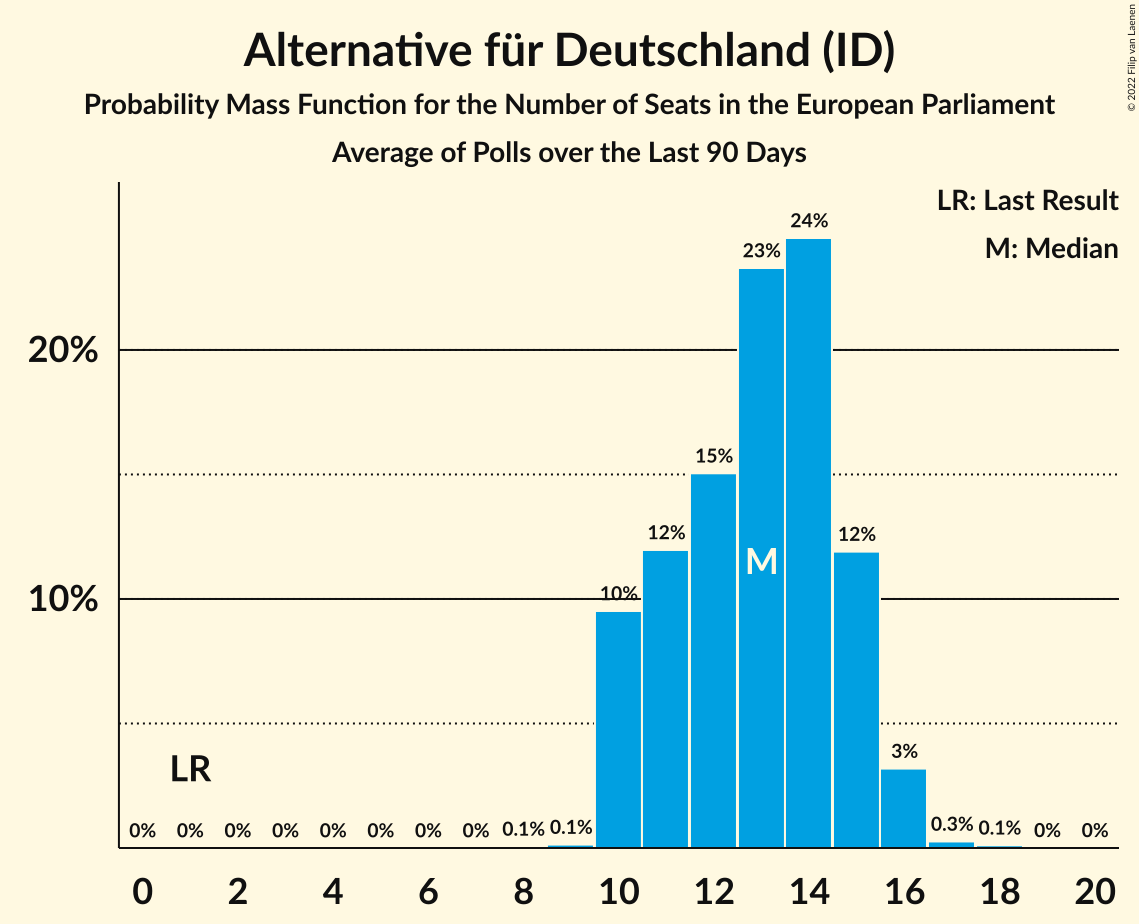 Alternative für Deutschland (ID)
Probability Mass Function for the Number of Seats in the European Parliament
Average of Polls over the Last 90 Days
© 2022 Filip van Laenen
LR: Last Result
M: Median
20%
10%
0% 0% 0% 0% 0% 0% 0% 0% 0.1% 0.1% 10% 12% 15% 23% 24% 12% 3% 0.3% 0.1% 0% 0%
LR
M
0 2 4 6 8 10 12 14 16 18 20